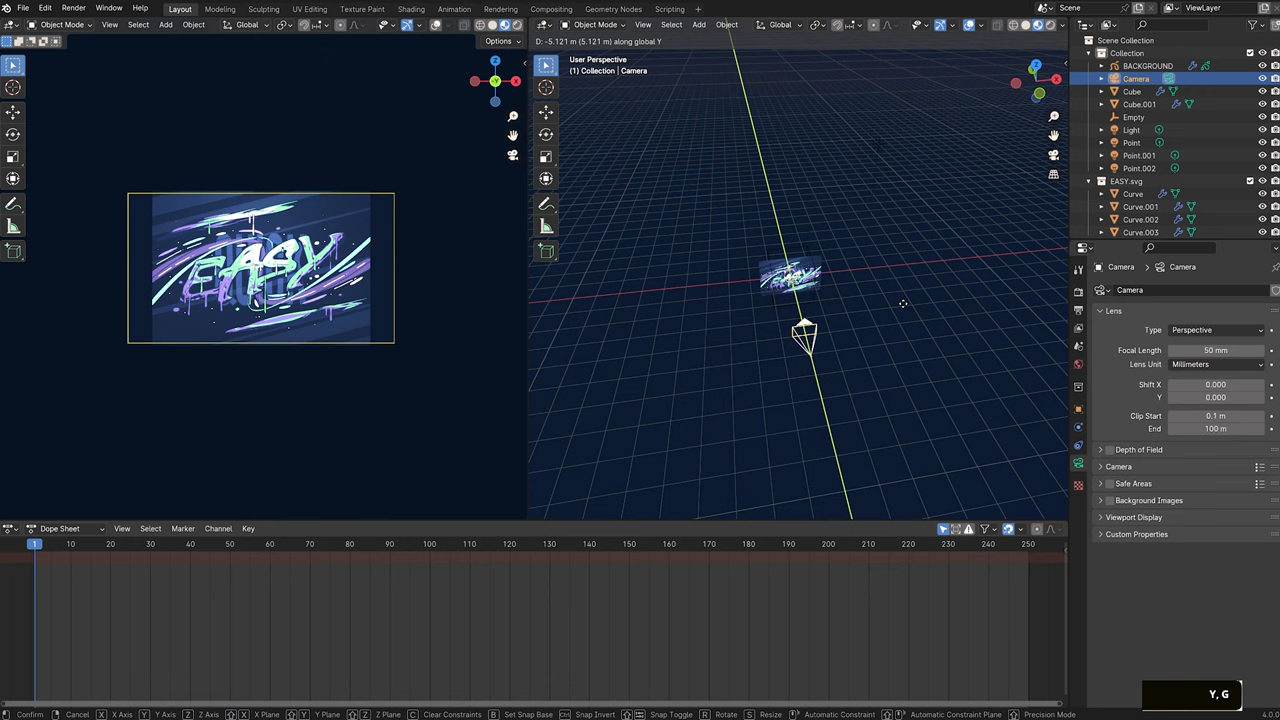 File Edit Render Window Help Layout Modeling Sculpting UV Editing Texture Paint Shading Animation Rendering Compositing Geometry Nodes Scripting + Scene ViewLayer
Object Mode View Select Add Object Global Object Mode View Select Add Object Global
Options D: -5.121 m (5.121 m) along global Y
User Perspective
(1) Collection | Camera
X
Y
Z
EASY
EASY
Scene Collection
Collection
BACKGROUND
Camera
Cube
Cube.001
Empty
Light
Point
Point.001
Point.002
EASY.svg
Curve
Curve.001
Curve.002
Curve.003
Camera Camera
Camera
Lens
Type Perspective
Focal Length 50 mm
Lens Unit Millimeters
Shift X 0.000
Y 0.000
Clip Start 0.1 m
End 100 m
Depth of Field
Camera
Safe Areas
Background Images
Viewport Display
Custom Properties
Dope Sheet View Select Marker Channel Key
1 10 20 30 40 50 60 70 80 90 100 110 120 130 140 150 160 170 180 190 200 210 220 230 240 250
Y, G
Confirm Cancel X X Axis Y Y Axis Z Z Axis X X Plane Y Y Plane Z Z Plane C Clear Constraints B Set Snap Base Snap Invert Snap Toggle R Rotate S Resize Automatic Constraint Automatic Constraint Plane Precision Mode 4.0